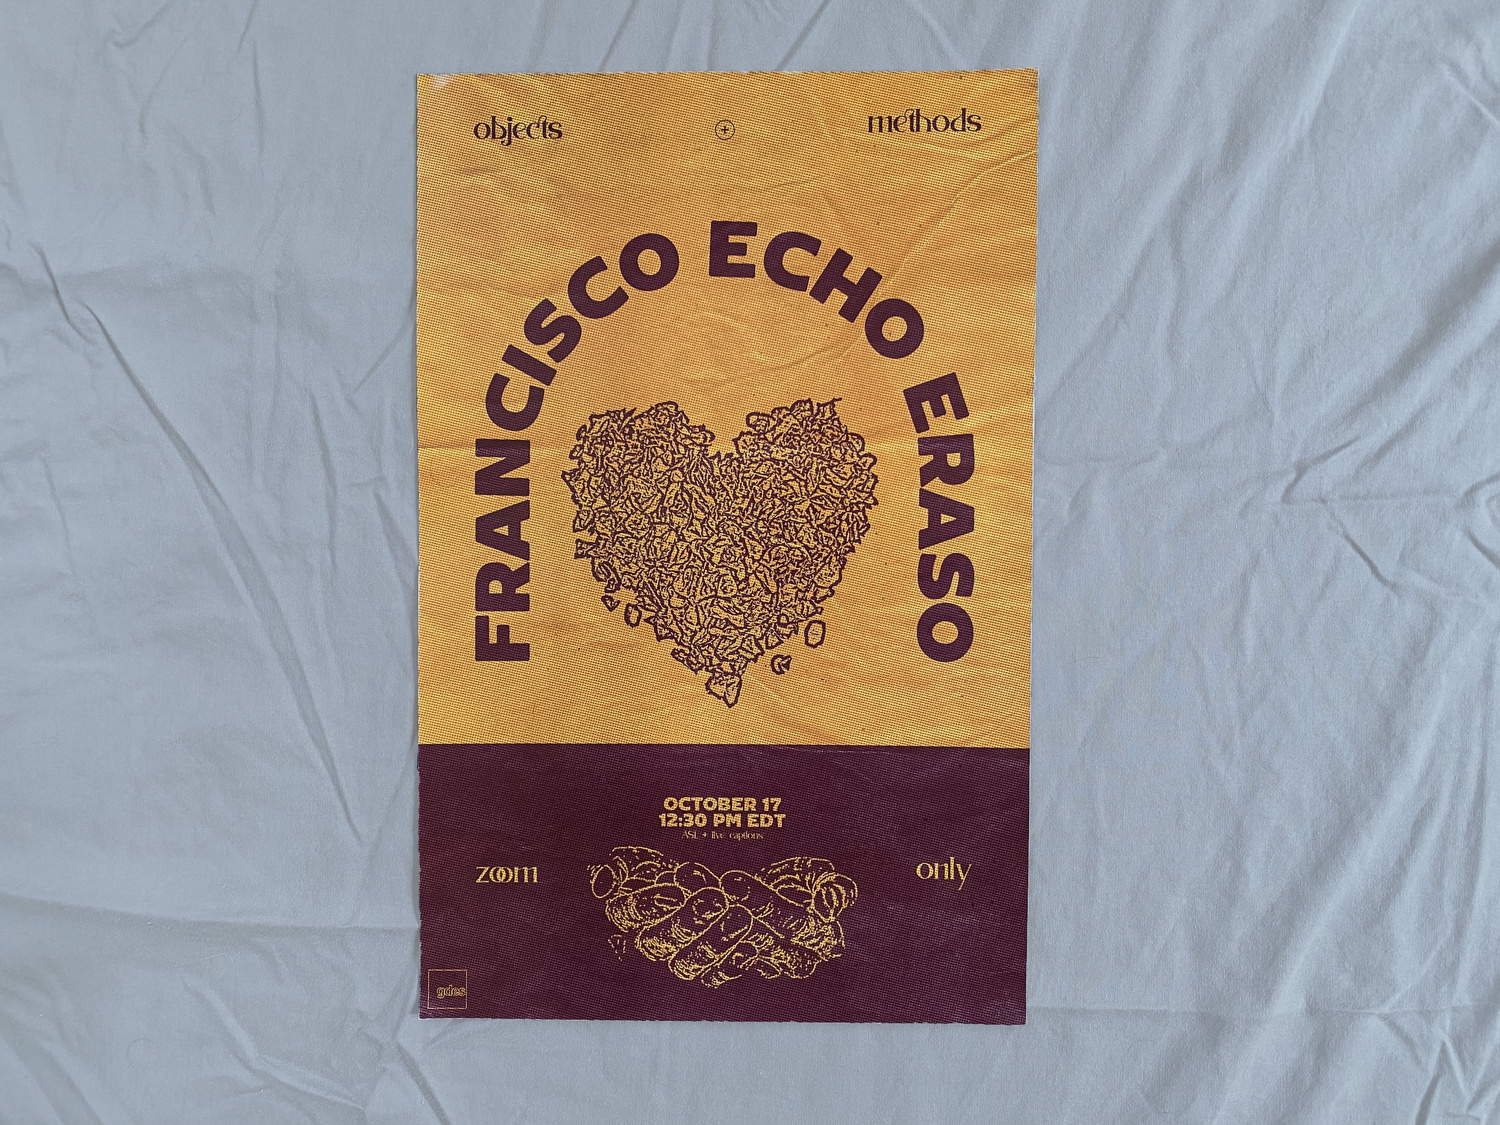 objects ⊕ methods
FRANCISCO ECHO ERASO
OCTOBER 17
12:30 PM EDT
ASL + live captions
zoom only
gdes